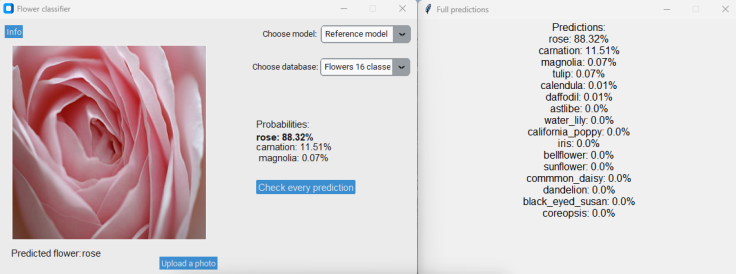 Flower classifier
Info
Choose model: Reference model
Choose database: Flowers 16 classe
Probabilities:
rose: 88.32%
carnation: 11.51%
magnolia: 0.07%
Check every prediction
Predicted flower: rose
Upload a photo
Full predictions
Predictions:
rose: 88.32%
carnation: 11.51%
magnolia: 0.07%
tulip: 0.07%
calendula: 0.01%
daffodil: 0.01%
astlibe: 0.0%
water_lily: 0.0%
california_poppy: 0.0%
iris: 0.0%
bellflower: 0.0%
sunflower: 0.0%
commmon_daisy: 0.0%
dandelion: 0.0%
black_eyed_susan: 0.0%
coreopsis: 0.0%